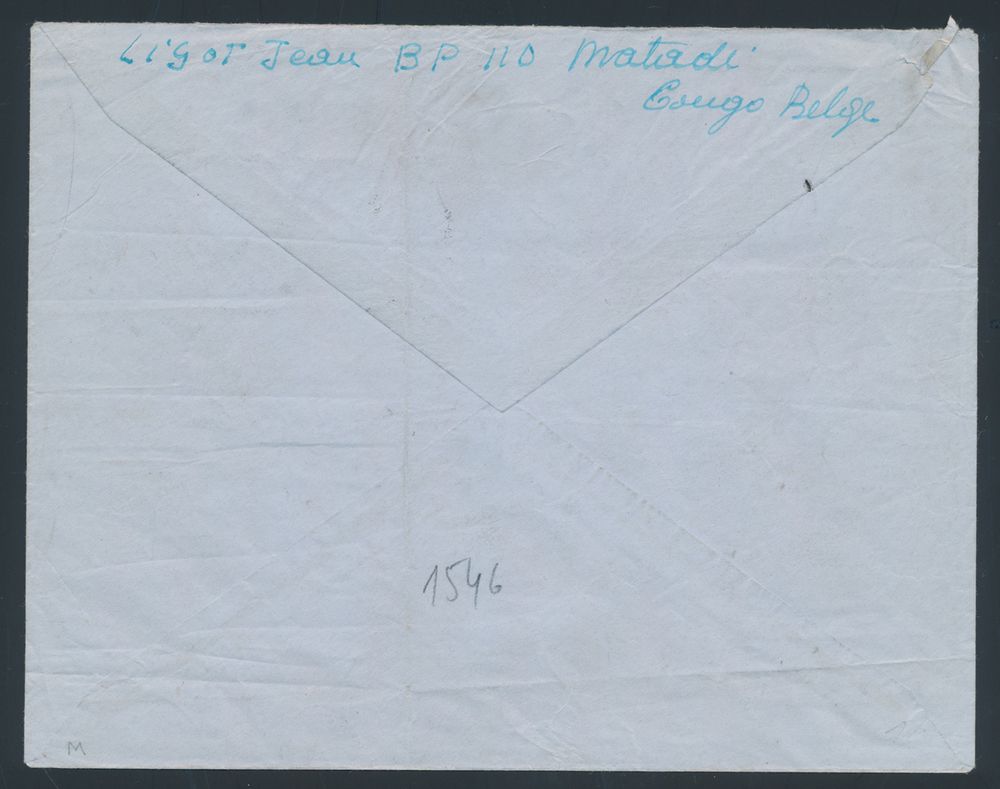 Ligot Jean BP 110 Matadi
Congo Belge
1546
M